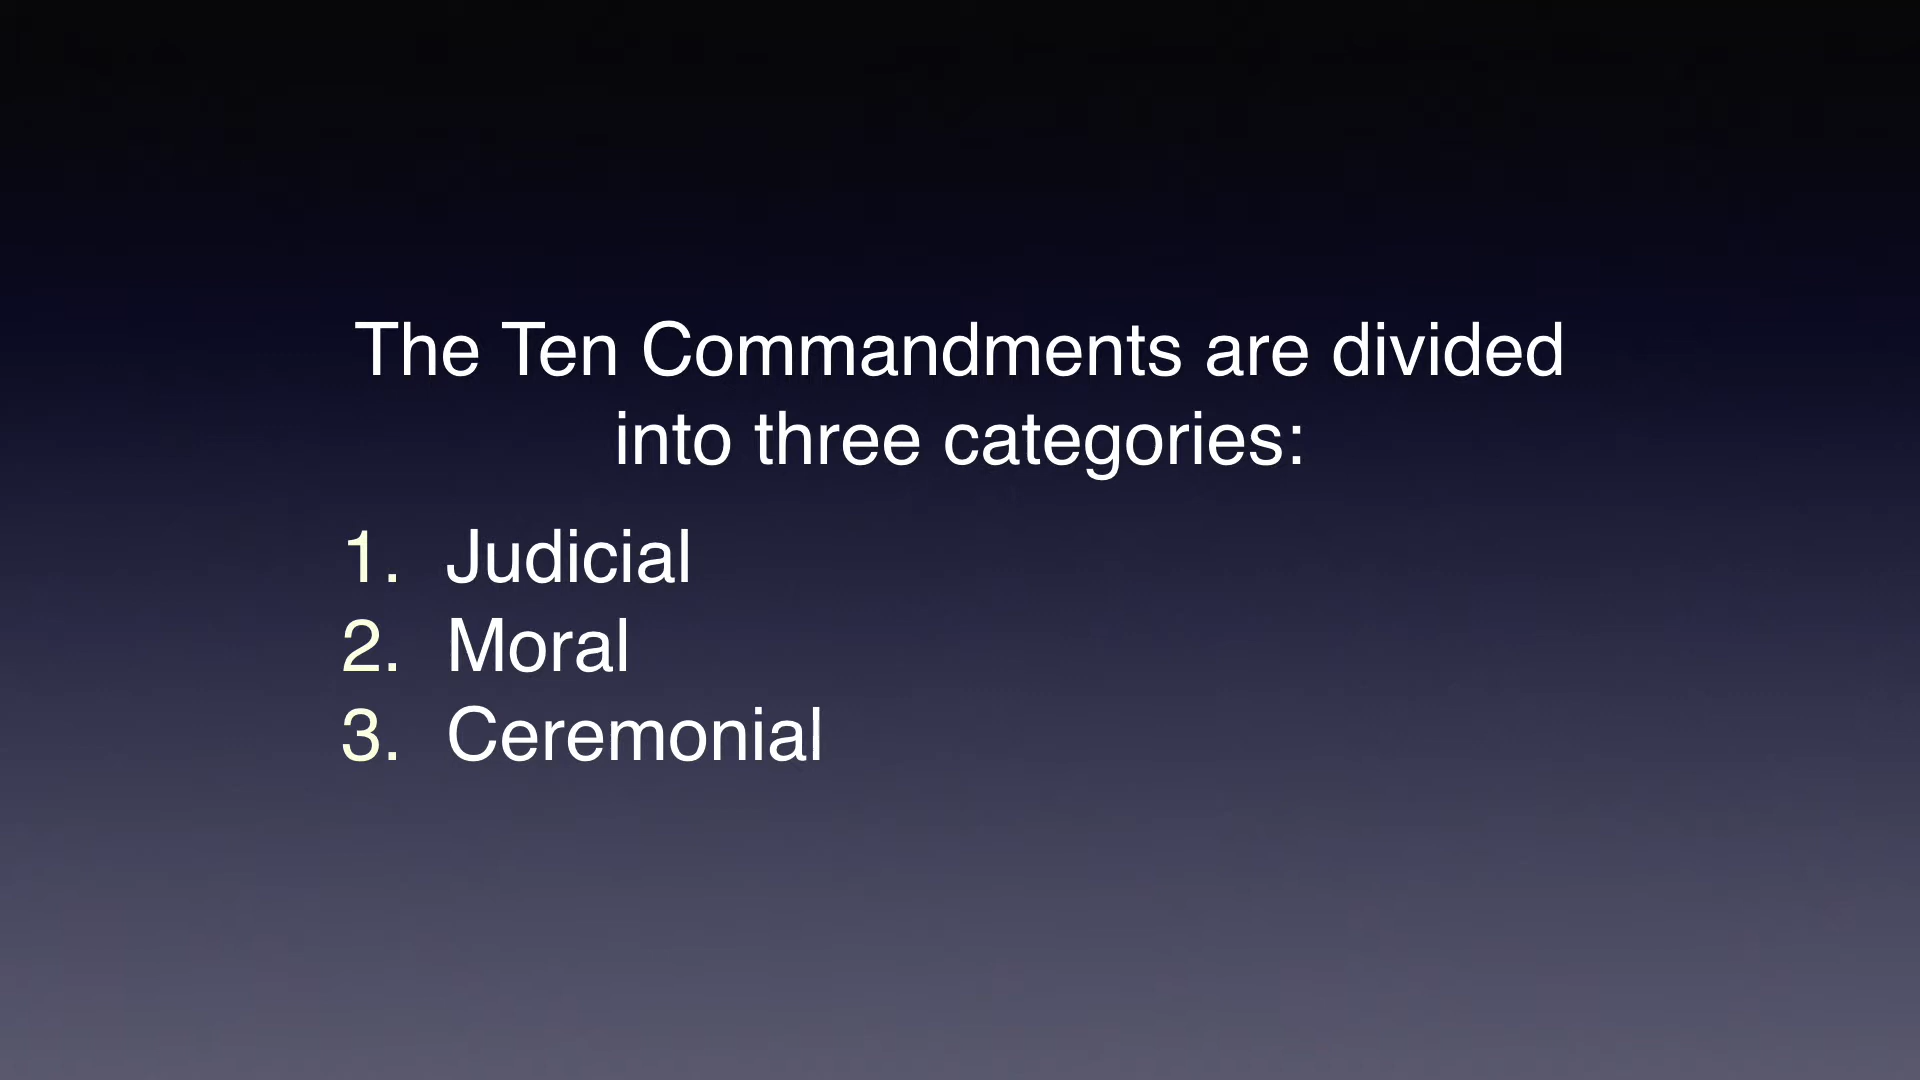 The Ten Commandments are divided
into three categories:
1. Judicial
2. Moral
3. Ceremonial